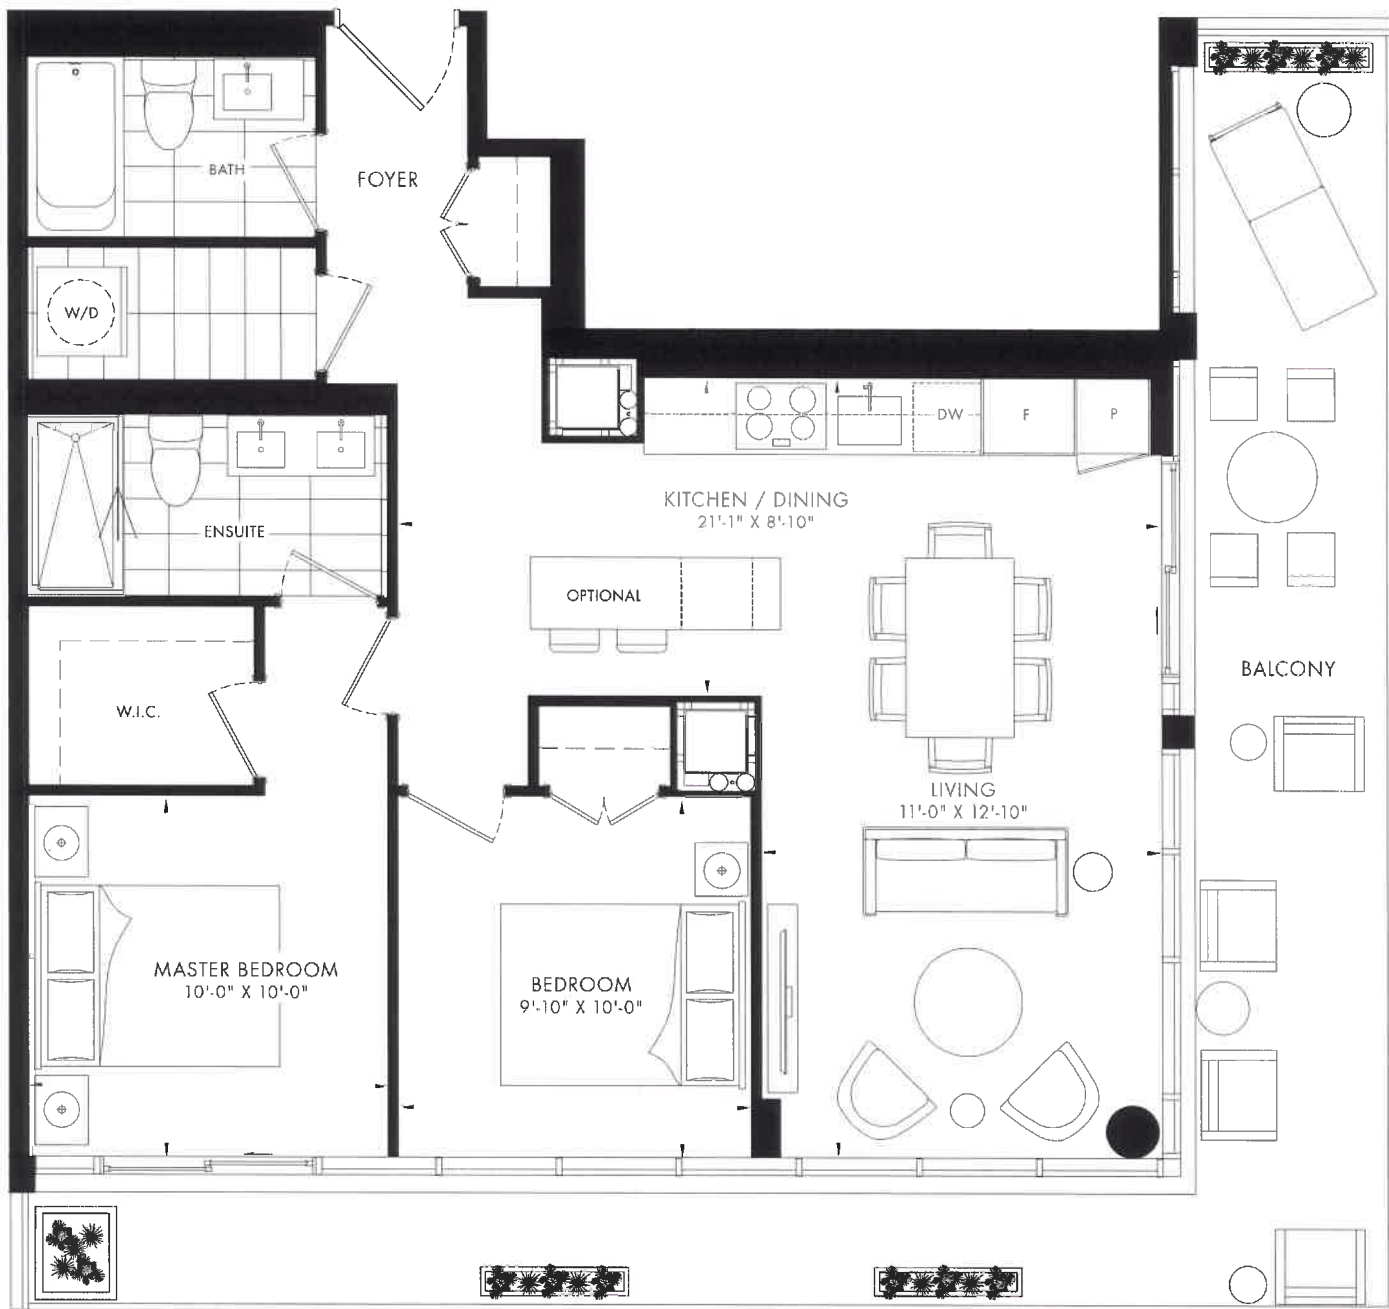 BATH
FOYER
W/D
DW
F
P
KITCHEN / DINING
21'-1" X 8'-10"
ENSUITE
OPTIONAL
BALCONY
W.I.C.
LIVING
11'-0" X 12'-10"
MASTER BEDROOM
10'-0" X 10'-0"
BEDROOM
9'-10" X 10'-0"